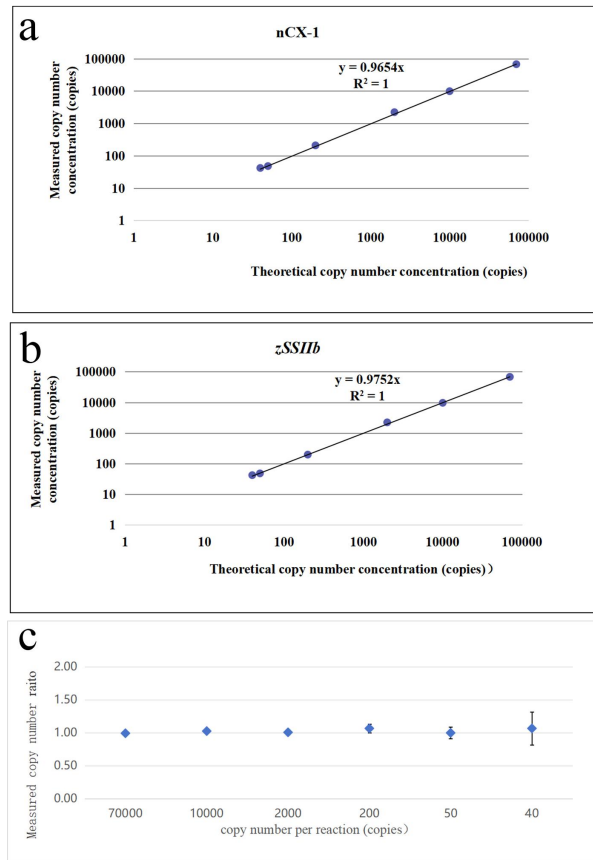 a
nCX-1
y = 0.9654x
R² = 1
100000
10000
1000
100
10
1
1 10 100 1000 10000 100000
Measured copy number
concentration (copies)
Theoretical copy number concentration (copies)
b
zSSIIb
y = 0.9752x
R² = 1
100000
10000
1000
100
10
1
1 10 100 1000 10000 100000
Measured copy number
concentration (copies)
Theoretical copy number concentration (copies)）
c
2.00
1.50
1.00
0.50
0.00
70000 10000 2000 200 50 40
Measured copy number raito
copy number per reaction (copies）